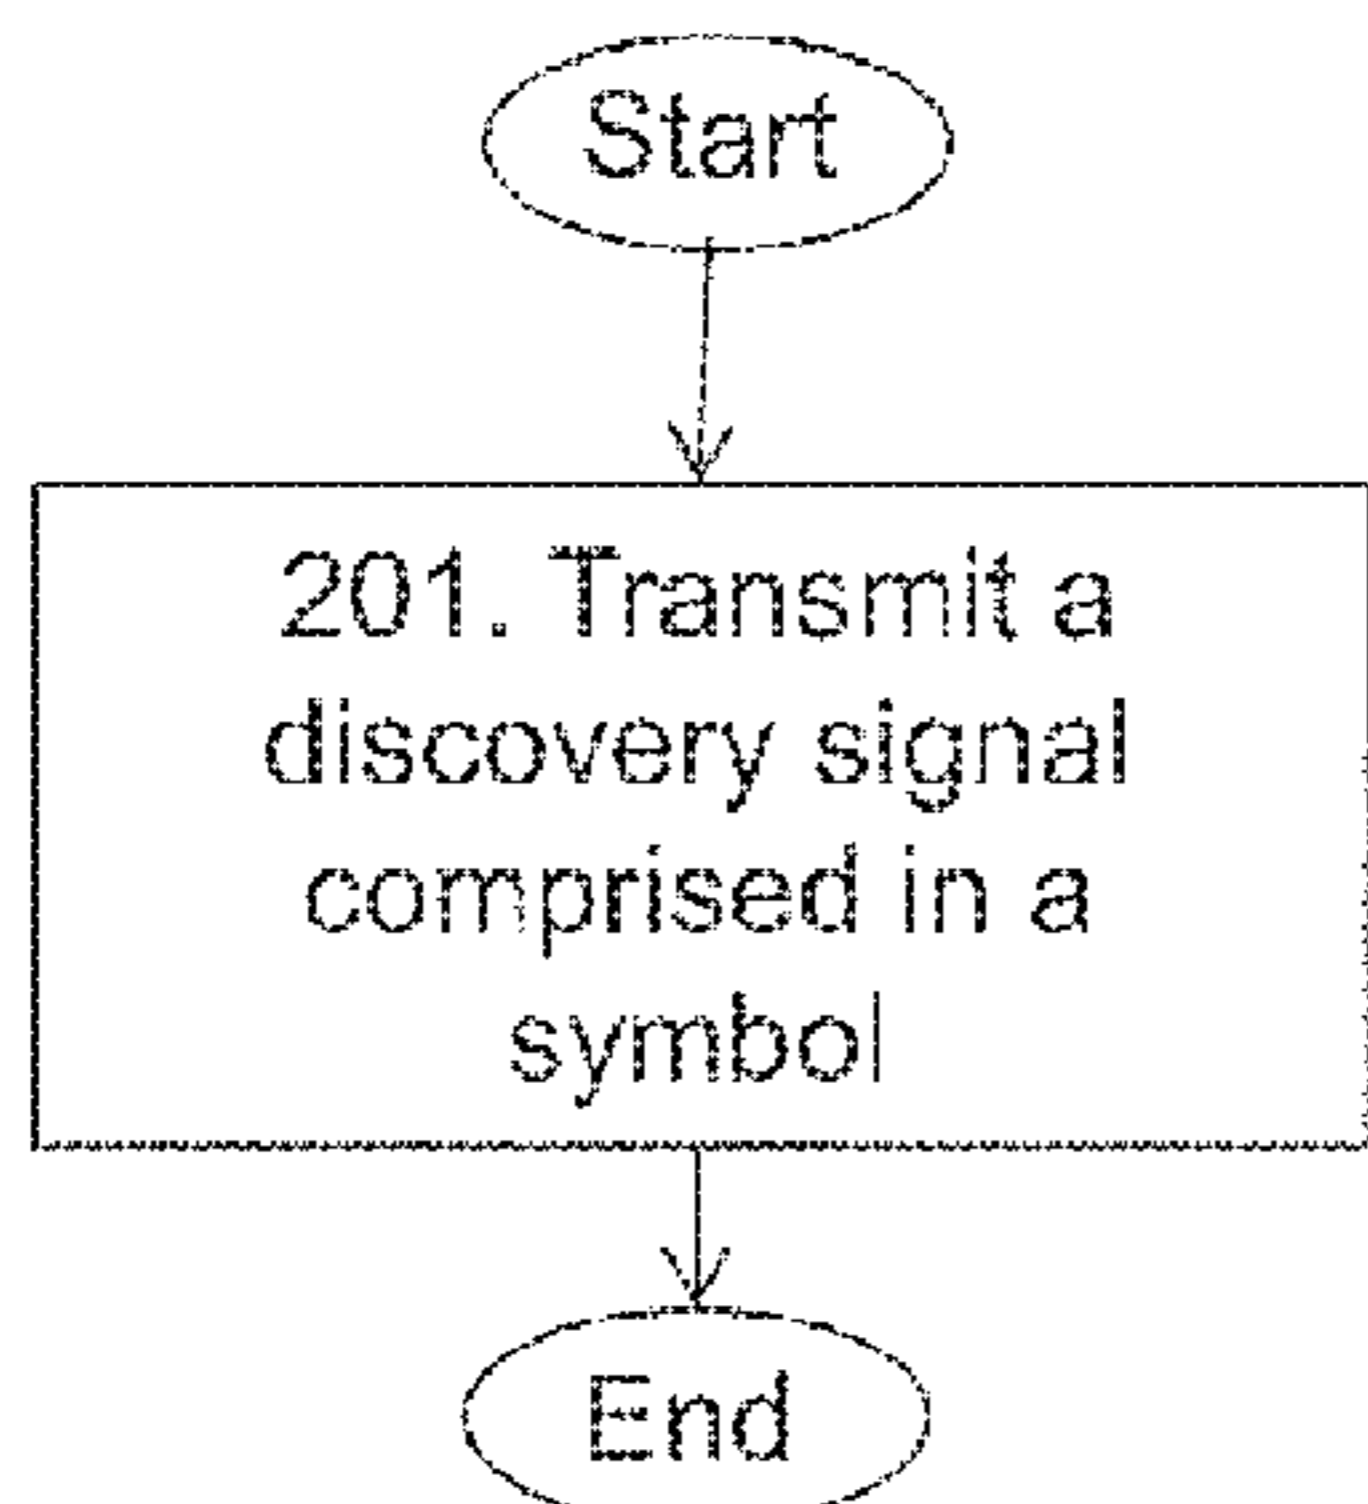 Start
201. Transmit a
discovery signal
comprised in a
symbol
End